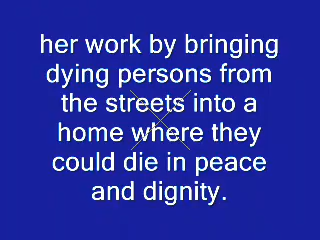 her work by bringing
dying persons from
the streets into a
home where they
could die in peace
and dignity.